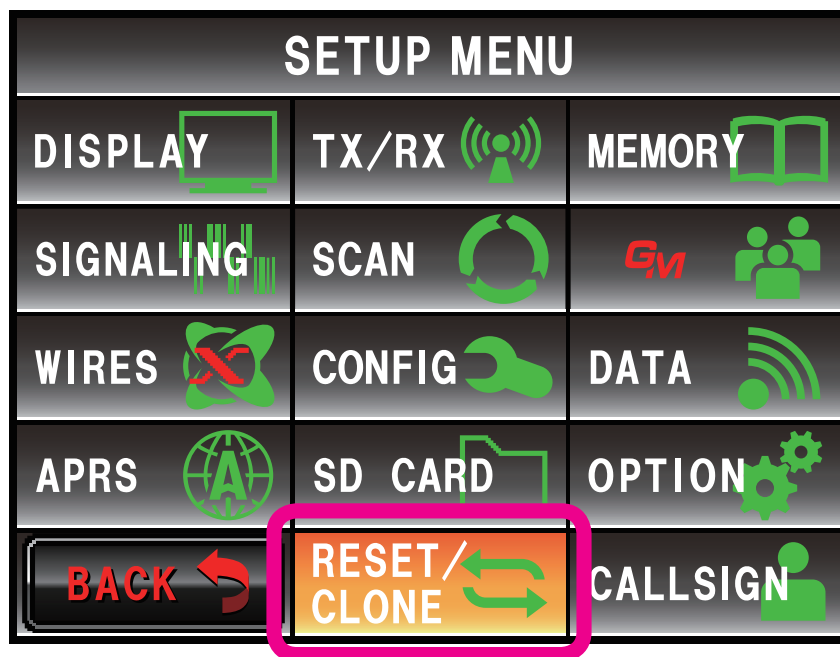 SETUP MENU
DISPLAY
TX/RX
MEMORY
SIGNALING
SCAN
GM
WIRES X
CONFIG
DATA
APRS A
SD CARD
OPTION
BACK
RESET/
CLONE
CALLSIGN